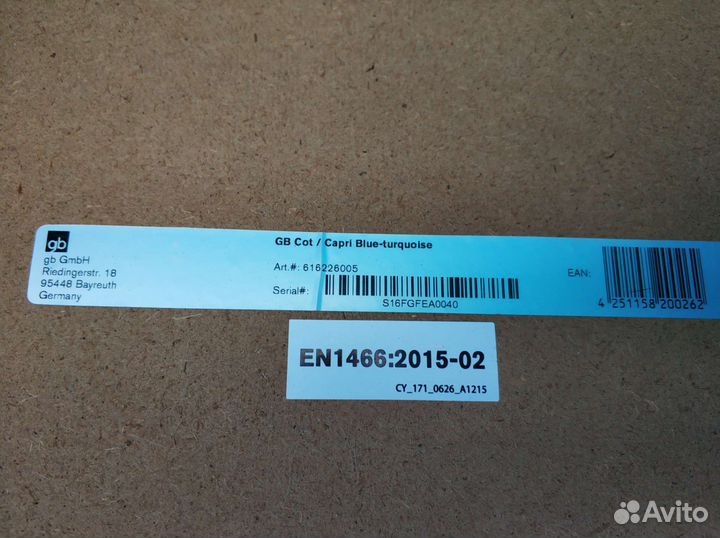 gb
gb GmbH
Riedingerstr. 18
95448 Bayreuth
Germany
GB Cot / Capri Blue-turquoise
Art.#: 616226005
Serial#:
S16FGFEA0040
EAN:
4 251158 200262
EN1466:2015-02
CY_171_0626_A1215
Avito